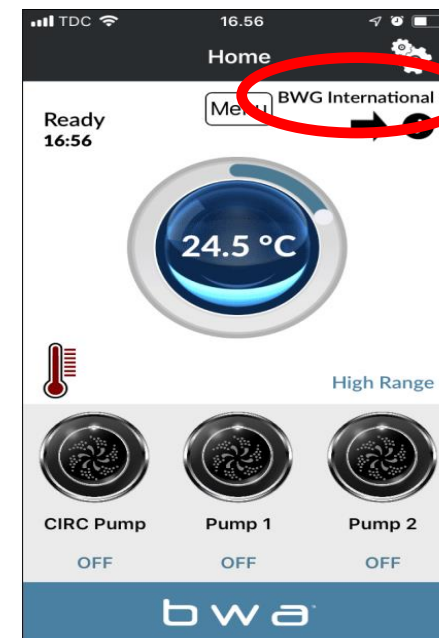 TDC 16.56
Home
Menu BWG International
Ready
16:56
24.5 °C
High Range
CIRC Pump Pump 1 Pump 2
OFF OFF OFF
bwa